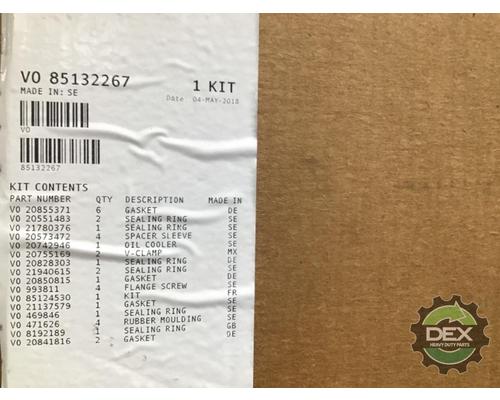 VO 85132267 1 KIT
MADE IN: SE Date 04-MAY-2018
VO
85132267
KIT CONTENTS
PART NUMBER QTY DESCRIPTION MADE IN
VO 20855371 6 GASKET DE
VO 20551483 2 SEALING RING SE
VO 21780376 1 SEALING RING SE
VO 20573472 4 SPACER SLEEVE SE
VO 20742946 1 OIL COOLER SE
VO 20755169 2 V-CLAMP MX
VO 20828303 1 SEALING RING DE
VO 21940615 2 SEALING RING SE
VO 20850815 1 GASKET DE
VO 993811 4 FLANGE SCREW SE
VO 85124530 1 KIT FR
VO 21137579 1 GASKET SE
VO 469846 1 SEALING RING SE
VO 471626 4 RUBBER MOULDING SE
VO 8192189 1 SEALING RING GB
VO 20841816 2 GASKET DE
DEX
HEAVY DUTY PARTS